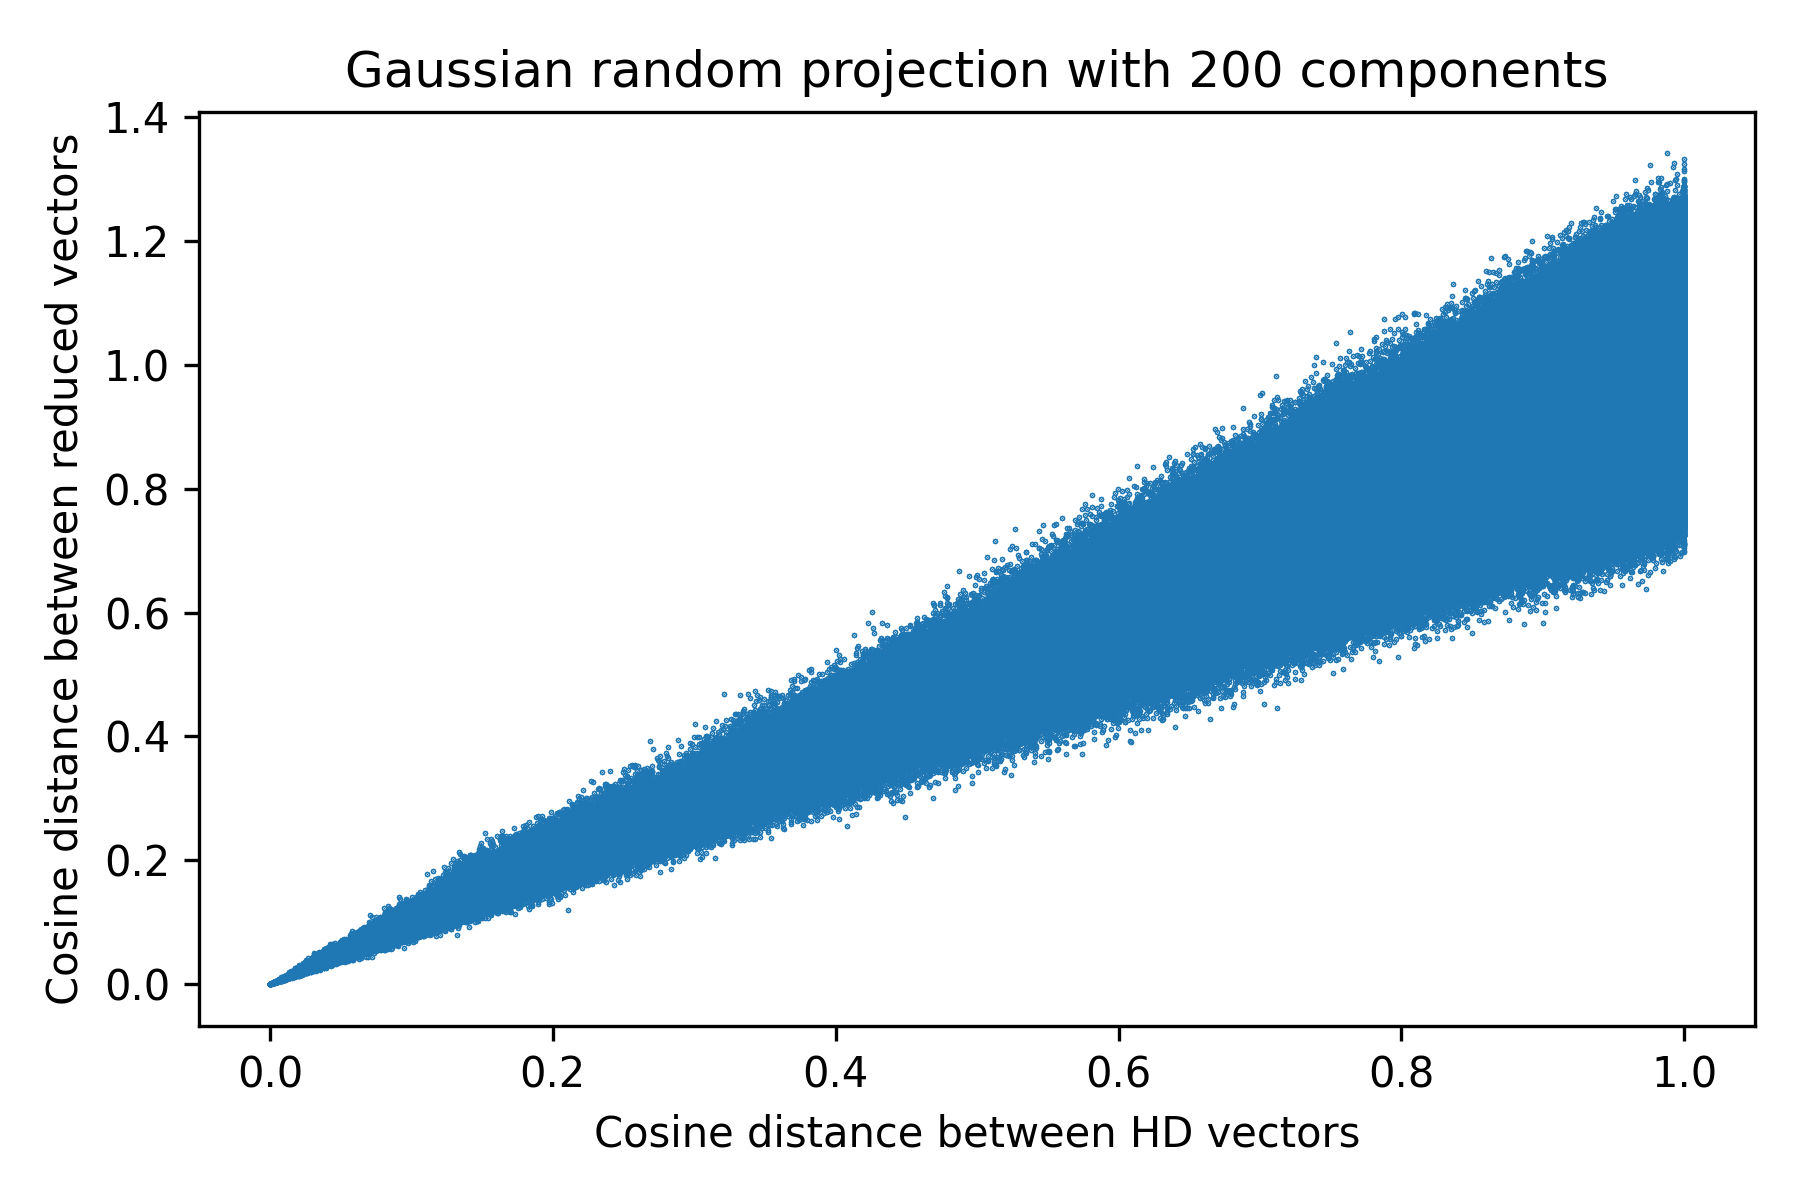 Gaussian random projection with 200 components
Cosine distance between reduced vectors
1.4
1.2
1.0
0.8
0.6
0.4
0.2
0.0
0.0 0.2 0.4 0.6 0.8 1.0
Cosine distance between HD vectors